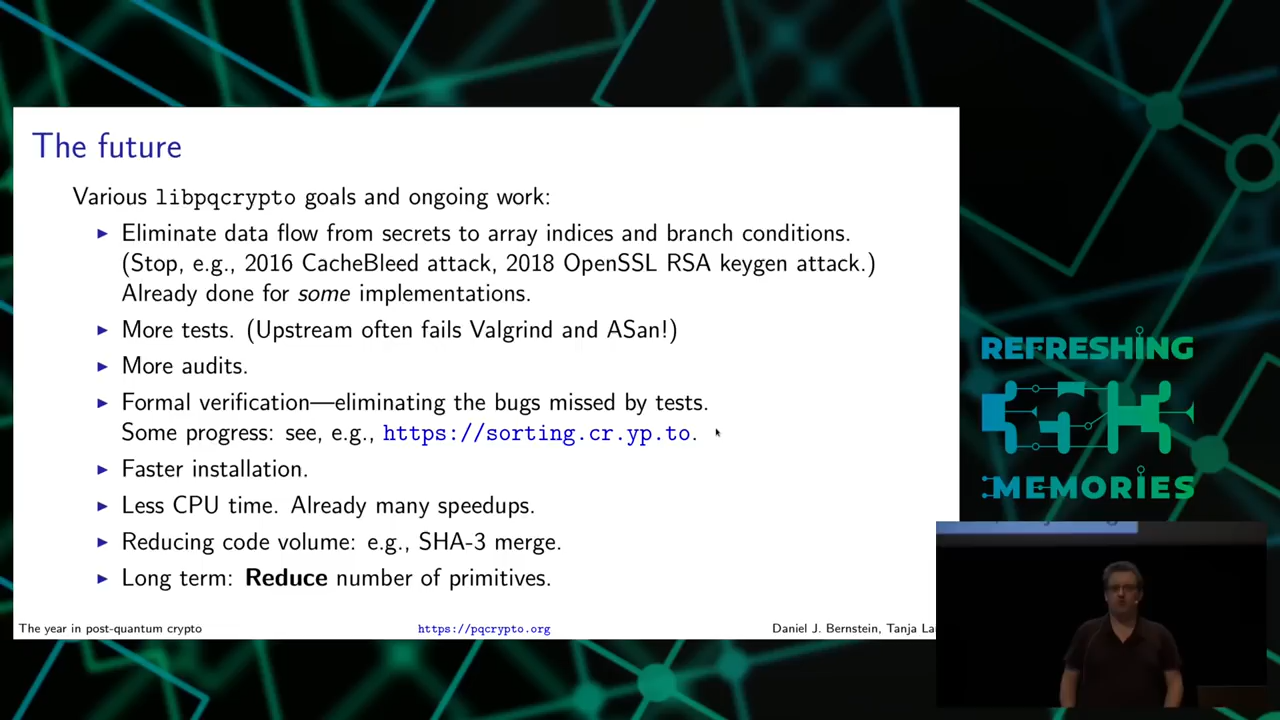 The future
Various libpqcrypto goals and ongoing work:
▶ Eliminate data flow from secrets to array indices and branch conditions.
(Stop, e.g., 2016 CacheBleed attack, 2018 OpenSSL RSA keygen attack.)
Already done for some implementations.
▶ More tests. (Upstream often fails Valgrind and ASan!)
▶ More audits.
▶ Formal verification—eliminating the bugs missed by tests.
Some progress: see, e.g., https://sorting.cr.yp.to.
▶ Faster installation.
▶ Less CPU time. Already many speedups.
▶ Reducing code volume: e.g., SHA-3 merge.
▶ Long term: Reduce number of primitives.
The year in post-quantum crypto https://pqcrypto.org Daniel J. Bernstein, Tanja La
REFRESHING
MEMORIES